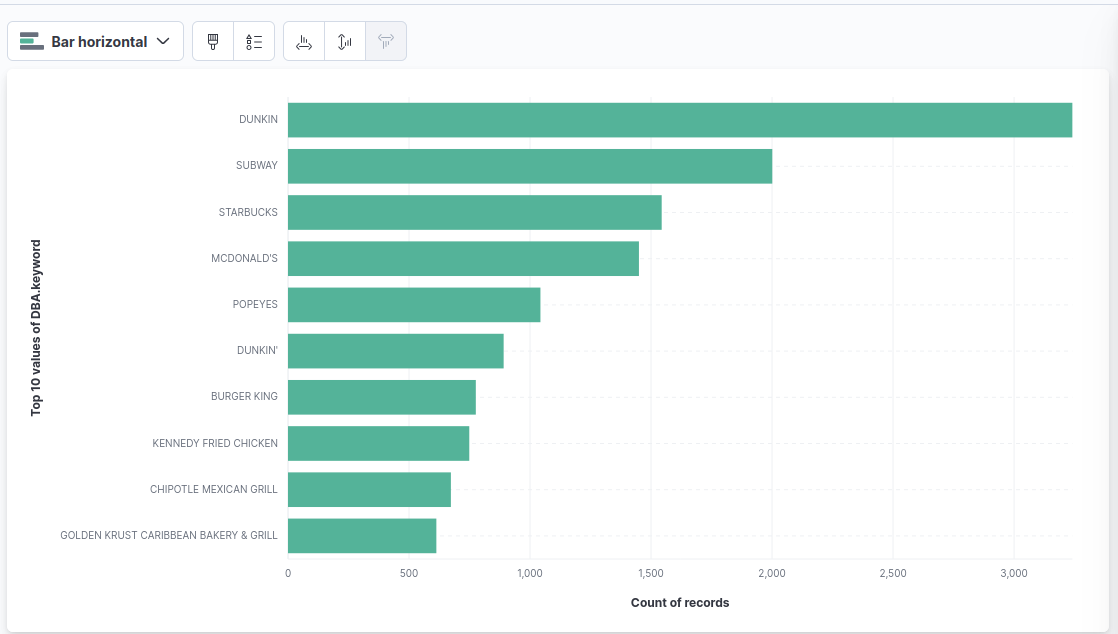 Bar horizontal
Top 10 values of DBA.keyword
DUNKIN
SUBWAY
STARBUCKS
MCDONALD'S
POPEYES
DUNKIN'
BURGER KING
KENNEDY FRIED CHICKEN
CHIPOTLE MEXICAN GRILL
GOLDEN KRUST CARIBBEAN BAKERY & GRILL
0 500 1,000 1,500 2,000 2,500 3,000
Count of records